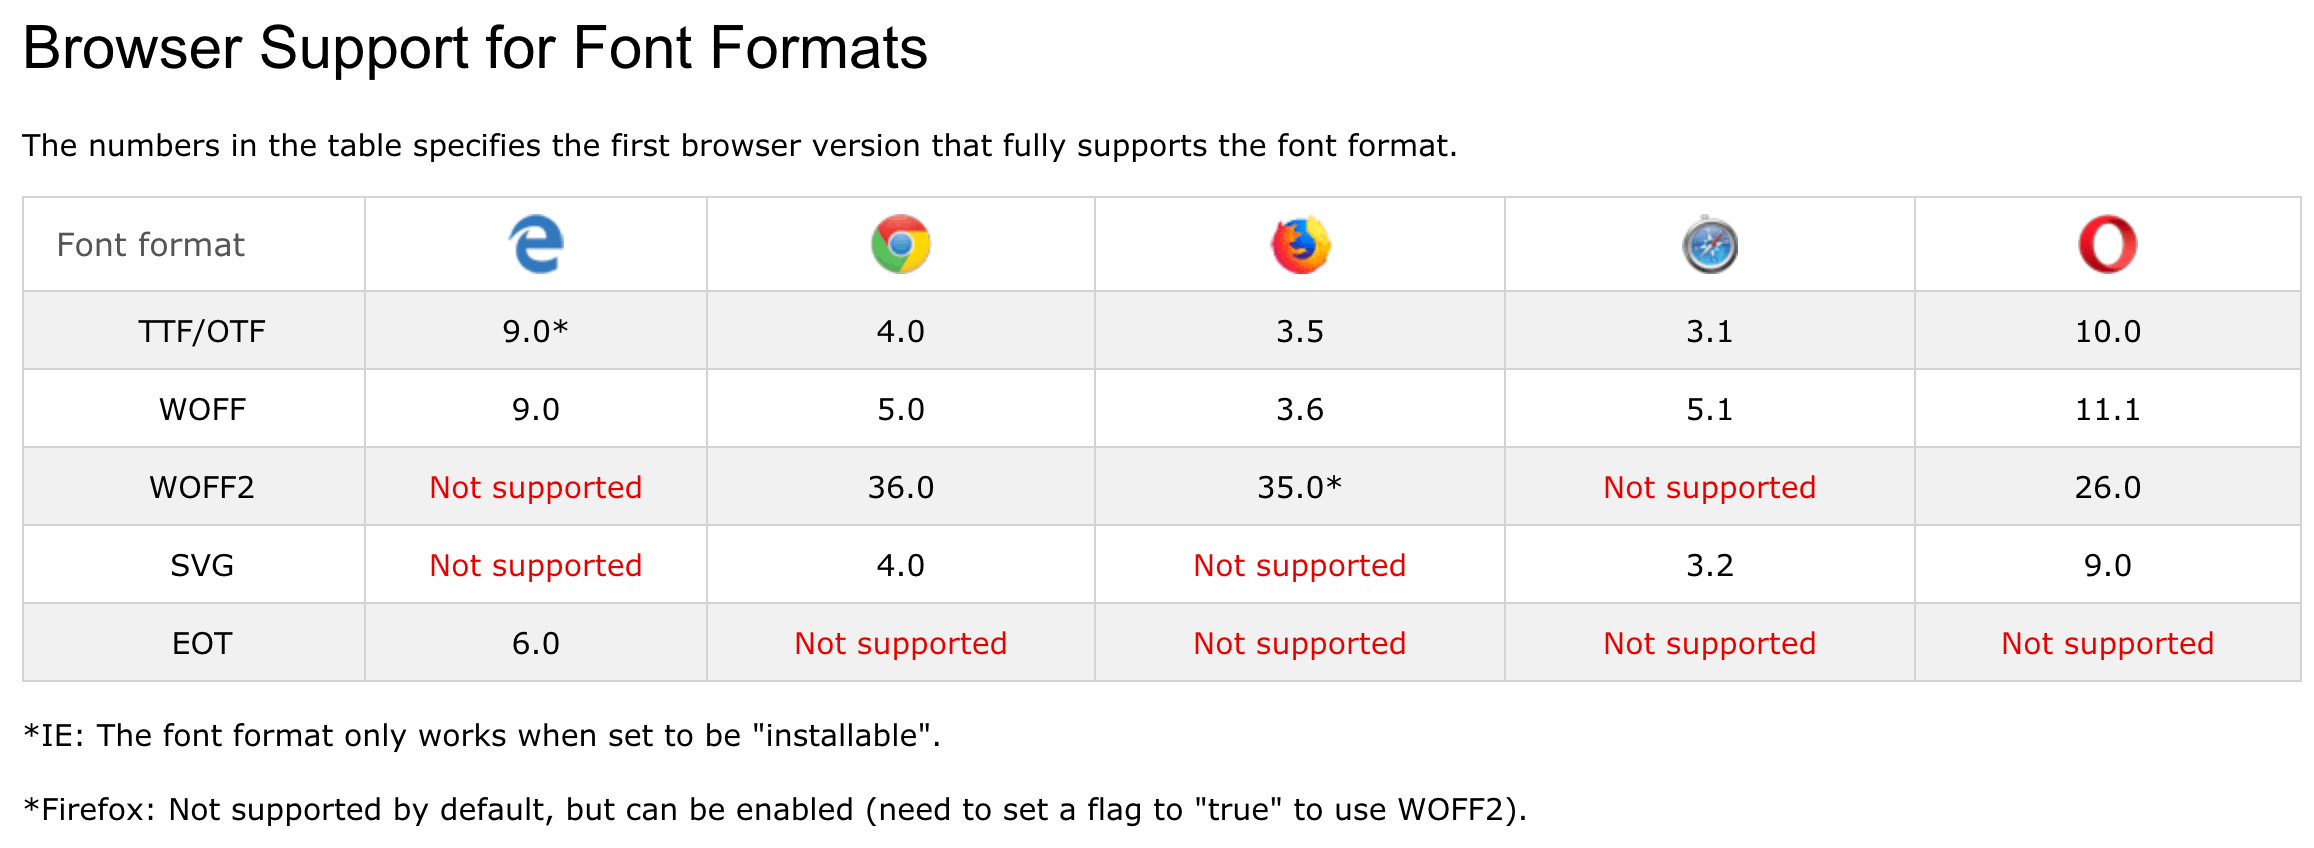 Browser Support for Font Formats
The numbers in the table specifies the first browser version that fully supports the font format.
Font format
TTF/OTF 9.0* 4.0 3.5 3.1 10.0
WOFF 9.0 5.0 3.6 5.1 11.1
WOFF2 Not supported 36.0 35.0* Not supported 26.0
SVG Not supported 4.0 Not supported 3.2 9.0
EOT 6.0 Not supported Not supported Not supported Not supported
*IE: The font format only works when set to be "installable".
*Firefox: Not supported by default, but can be enabled (need to set a flag to "true" to use WOFF2).